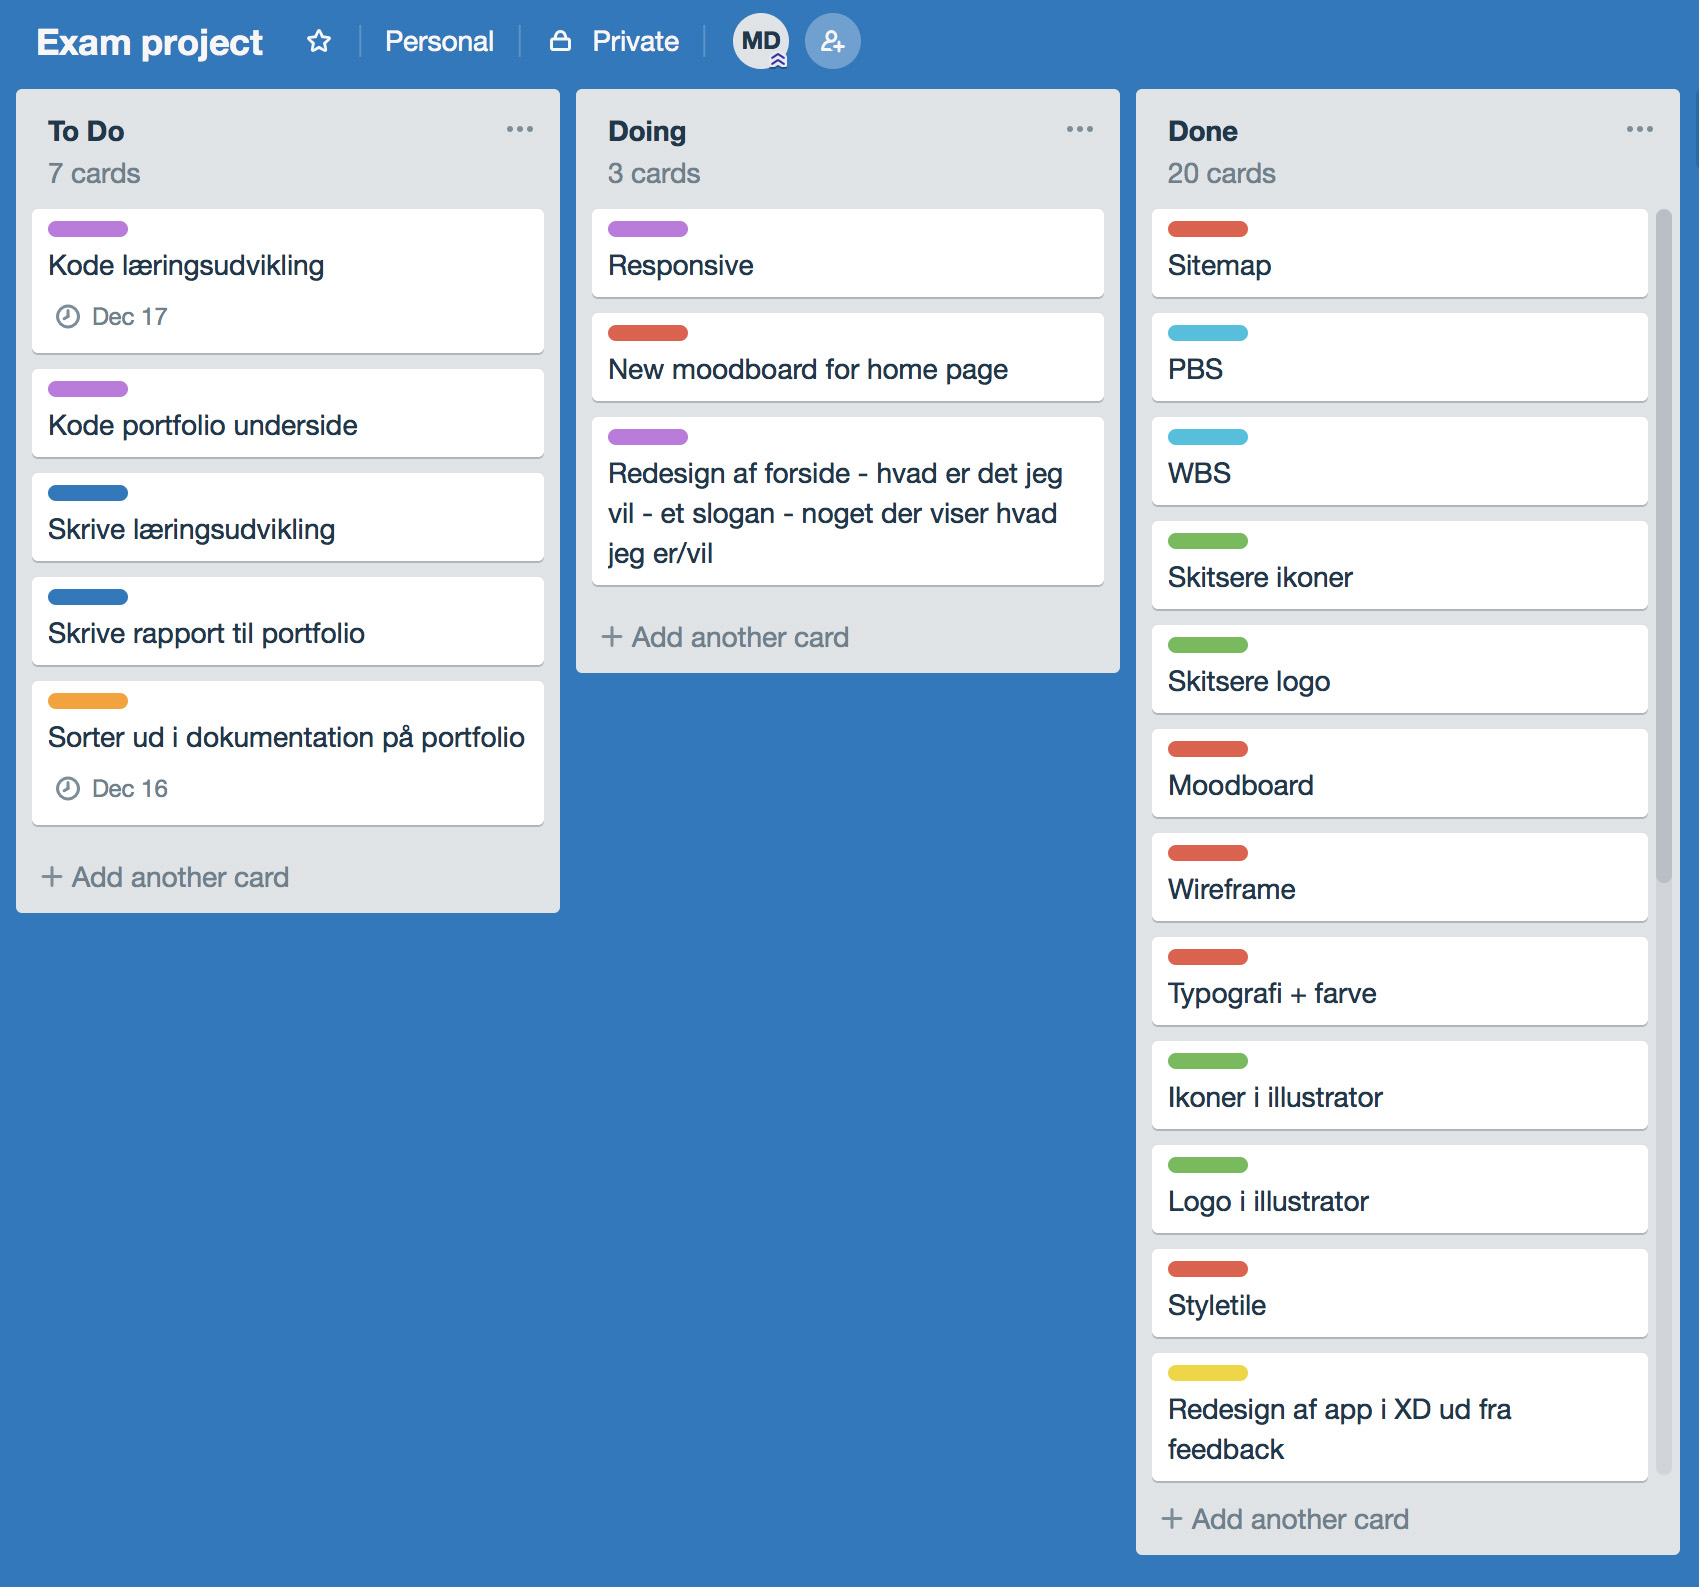 Exam project
Personal
Private
MD
To Do
7 cards
Kode læringsudvikling
Dec 17
Kode portfolio underside
Skrive læringsudvikling
Skrive rapport til portfolio
Sorter ud i dokumentation på portfolio
Dec 16
+ Add another card
Doing
3 cards
Responsive
New moodboard for home page
Redesign af forside - hvad er det jeg
vil - et slogan - noget der viser hvad
jeg er/vil
+ Add another card
Done
20 cards
Sitemap
PBS
WBS
Skitsere ikoner
Skitsere logo
Moodboard
Wireframe
Typografi + farve
Ikoner i illustrator
Logo i illustrator
Styletile
Redesign af app i XD ud fra
feedback
+ Add another card